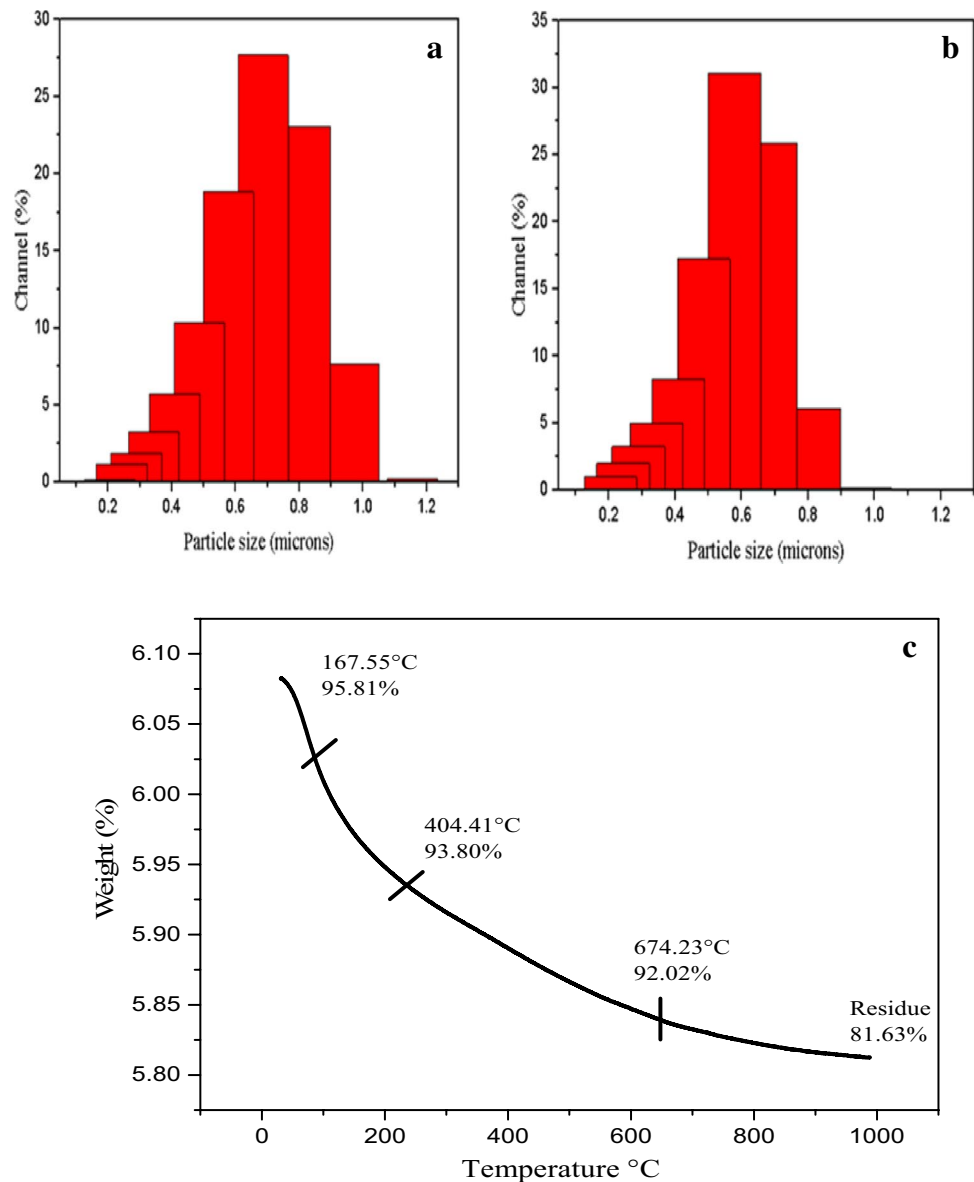 a
30
25
20
15
10
5
0
Channel (%)
0.2 0.4 0.6 0.8 1.0 1.2
Particle size (microns)
b
35
30
25
20
15
10
5
0
Channel (%)
0.2 0.4 0.6 0.8 1.0 1.2
Particle size (microns)
c
6.10
6.05
6.00
5.95
5.90
5.85
5.80
Weight (%)
167.55°C
95.81%
404.41°C
93.80%
674.23°C
92.02%
Residue
81.63%
0 200 400 600 800 1000
Temperature °C